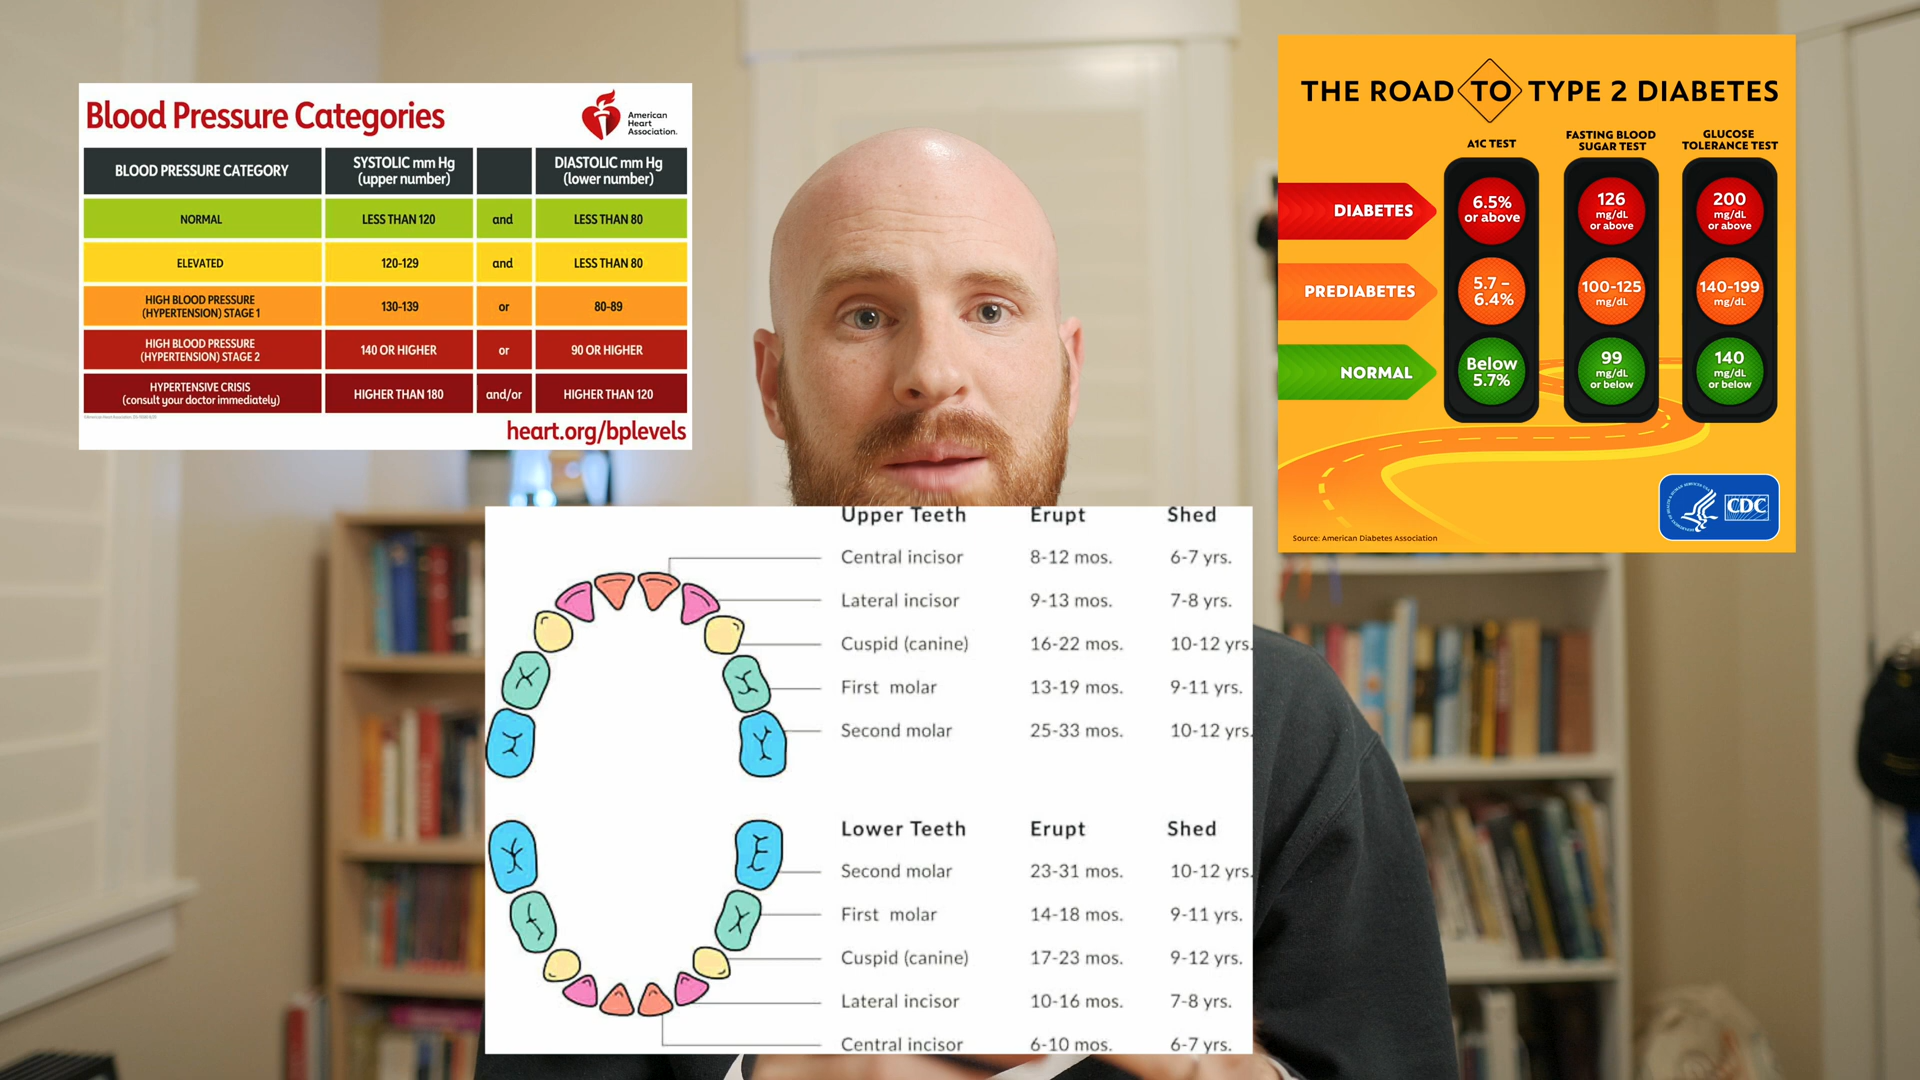 Blood Pressure Categories
American
Heart
Association.
BLOOD PRESSURE CATEGORY
SYSTOLIC mm Hg
(upper number)
DIASTOLIC mm Hg
(lower number)
NORMAL
LESS THAN 120
and
LESS THAN 80
ELEVATED
120-129
and
LESS THAN 80
HIGH BLOOD PRESSURE
(HYPERTENSION) STAGE 1
130-139
or
80-89
HIGH BLOOD PRESSURE
(HYPERTENSION) STAGE 2
140 OR HIGHER
or
90 OR HIGHER
HYPERTENSIVE CRISIS
(consult your doctor immediately)
HIGHER THAN 180
and/or
HIGHER THAN 120
heart.org/bplevels
THE ROAD TO TYPE 2 DIABETES
A1C TEST
FASTING BLOOD
SUGAR TEST
GLUCOSE
TOLERANCE TEST
DIABETES
6.5%
or above
126
mg/dL
or above
200
mg/dL
or above
PREDIABETES
5.7 –
6.4%
100-125
mg/dL
140-199
mg/dL
NORMAL
Below
5.7%
99
mg/dL
or below
140
mg/dL
or below
CDC
Source: American Diabetes Association
Upper Teeth Erupt Shed
Central incisor 8-12 mos. 6-7 yrs.
Lateral incisor 9-13 mos. 7-8 yrs.
Cuspid (canine) 16-22 mos. 10-12 yrs.
First molar 13-19 mos. 9-11 yrs.
Second molar 25-33 mos. 10-12 yrs.
Lower Teeth Erupt Shed
Second molar 23-31 mos. 10-12 yrs.
First molar 14-18 mos. 9-11 yrs.
Cuspid (canine) 17-23 mos. 9-12 yrs.
Lateral incisor 10-16 mos. 7-8 yrs.
Central incisor 6-10 mos. 6-7 yrs.